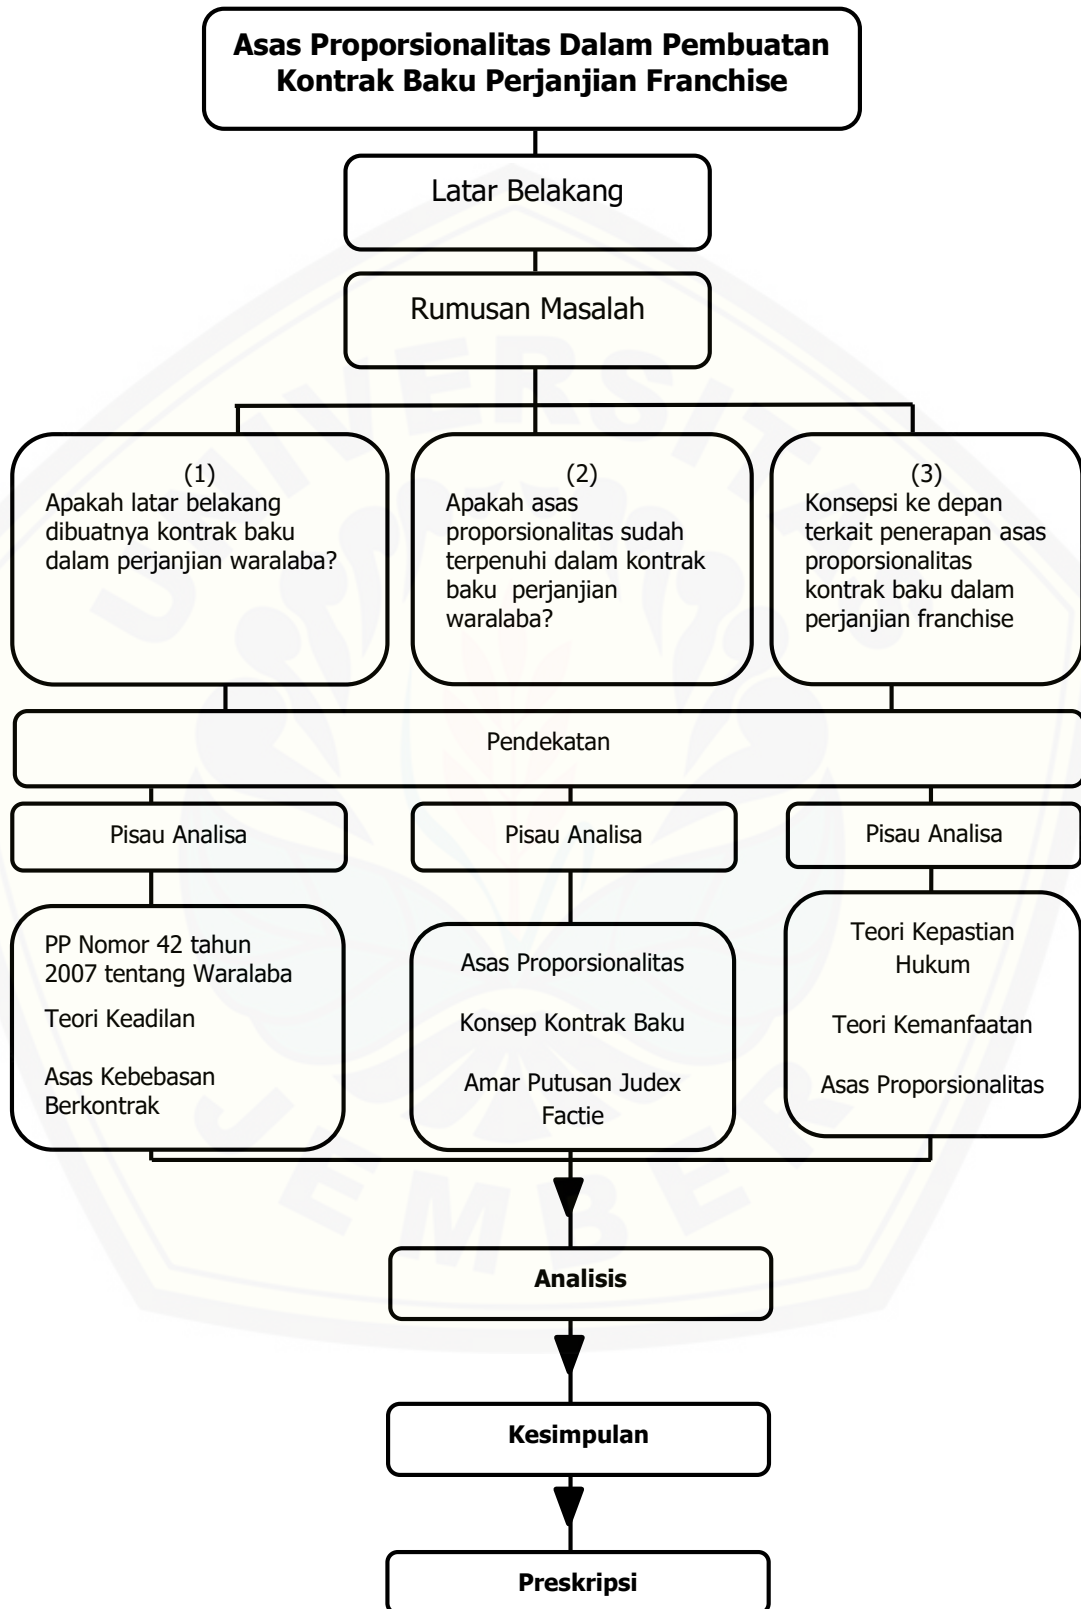 Asas Proporsionalitas Dalam Pembuatan
Kontrak Baku Perjanjian Franchise
Latar Belakang
Rumusan Masalah
(1)
Apakah latar belakang
dibuatnya kontrak baku
dalam perjanjian waralaba?
(2)
Apakah asas
proporsionalitas sudah
terpenuhi dalam kontrak
baku perjanjian
waralaba?
(3)
Konsepsi ke depan
terkait penerapan asas
proporsionalitas
kontrak baku dalam
perjanjian franchise
Pendekatan
Pisau Analisa
Pisau Analisa
Pisau Analisa
PP Nomor 42 tahun
2007 tentang Waralaba
Teori Keadilan
Asas Kebebasan
Berkontrak
Asas Proporsionalitas
Konsep Kontrak Baku
Amar Putusan Judex
Factie
Teori Kepastian
Hukum
Teori Kemanfaatan
Asas Proporsionalitas
Analisis
Kesimpulan
Preskripsi
UNIVERSITAS
JEMBER